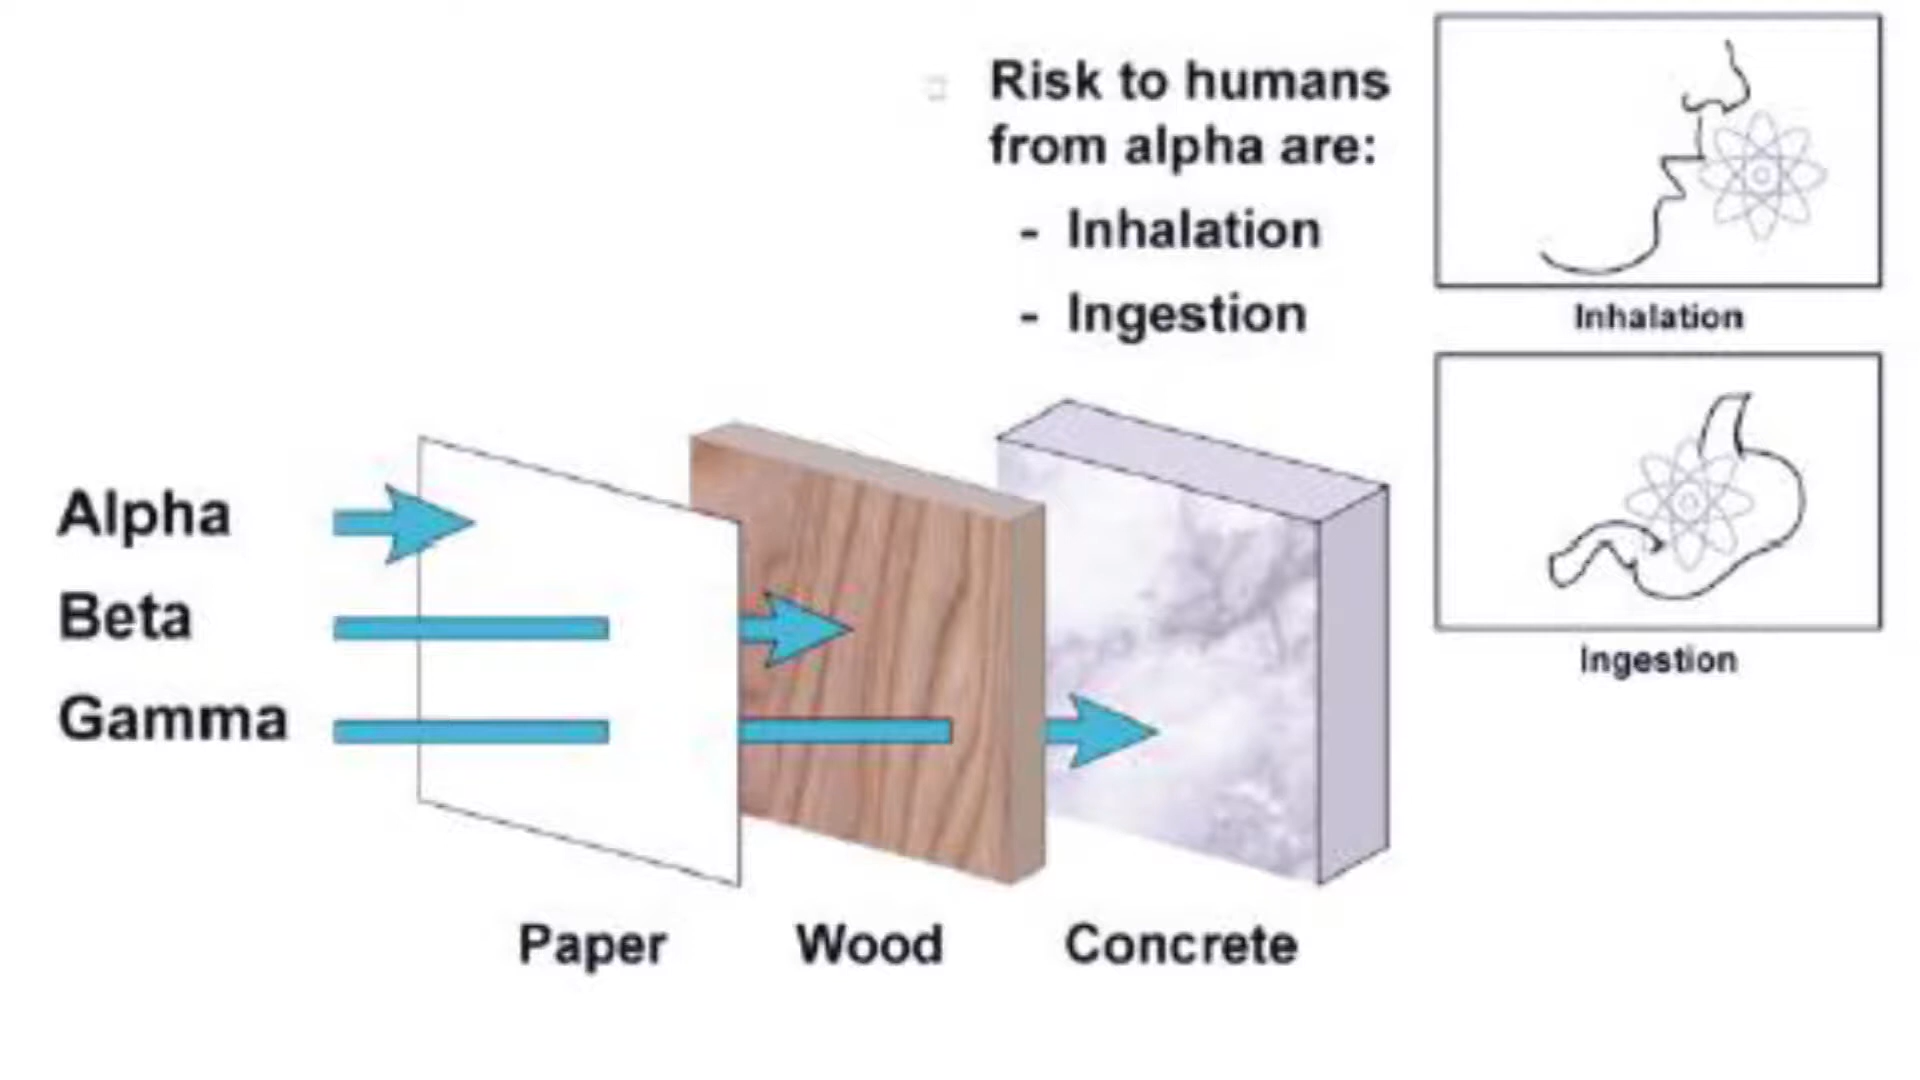 Risk to humans
from alpha are:
- Inhalation
- Ingestion
Inhalation
Ingestion
Alpha
Beta
Gamma
Paper
Wood
Concrete